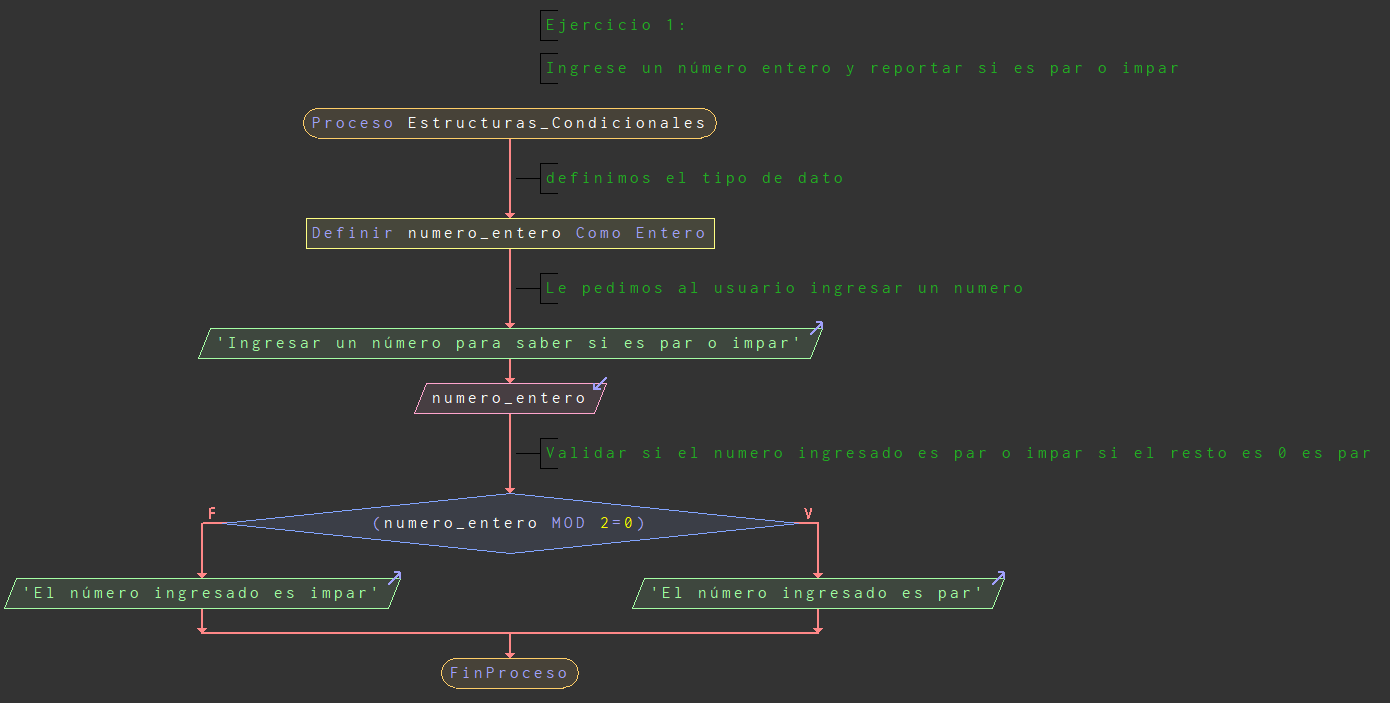 Ejercicio 1:
Ingrese un número entero y reportar si es par o impar
Proceso Estructuras_Condicionales
definimos el tipo de dato
Definir numero_entero Como Entero
Le pedimos al usuario ingresar un numero
'Ingresar un número para saber si es par o impar'
numero_entero
Validar si el numero ingresado es par o impar si el resto es 0 es par
F
(numero_entero MOD 2=0)
V
'El número ingresado es impar'
'El número ingresado es par'
FinProceso